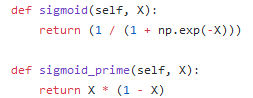 def sigmoid(self, X):
    return (1 / (1 + np.exp(-X)))
def sigmoid_prime(self, X):
    return X * (1 - X)